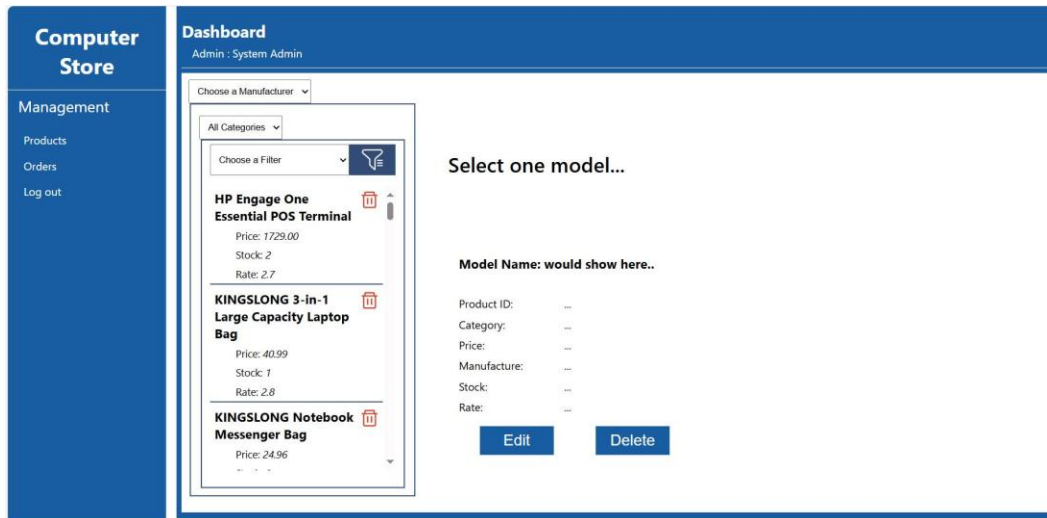 Computer
Store
Management
Products
Orders
Log out
Dashboard
Admin : System Admin
Choose a Manufacturer
All Categories
Choose a Filter
HP Engage One
Essential POS Terminal
Price: 1729.00
Stock: 2
Rate: 2.7
KINGSLONG 3-in-1
Large Capacity Laptop
Bag
Price: 40.99
Stock: 1
Rate: 2.8
KINGSLONG Notebook
Messenger Bag
Price: 24.96
Select one model...
Model Name: would show here..
Product ID: ...
Category: ...
Price: ...
Manufacture: ...
Stock: ...
Rate: ...
Edit Delete